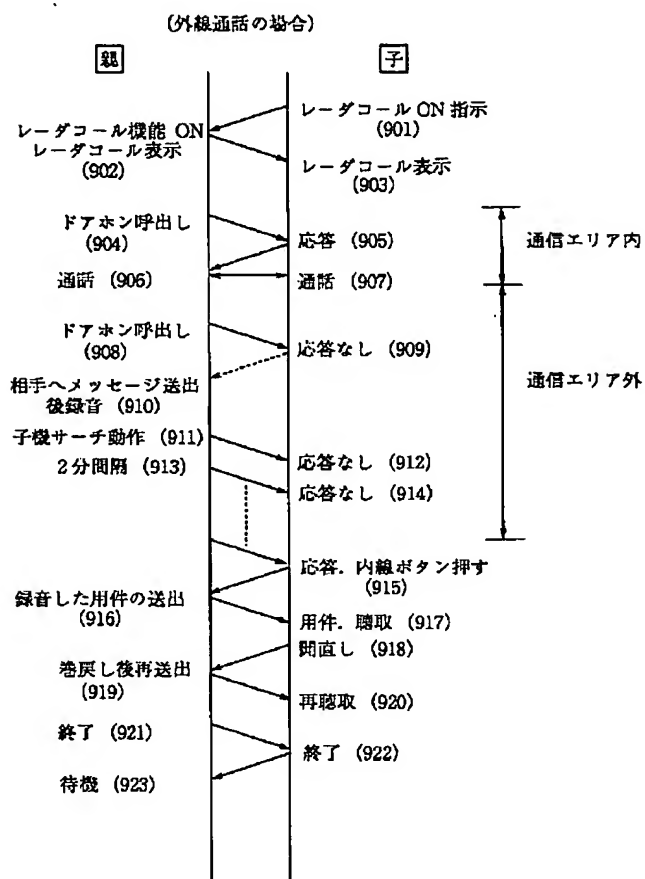 (外線通話の場合)
親
子
レーダコール ON 指示
(901)
レーダコール機能 ON
レーダコール表示
(902)
レーダコール表示
(903)
ドアホン呼出し
(904)
応答 (905)
通信エリア内
通話 (906)
通話 (907)
ドアホン呼出し
(908)
応答なし (909)
相手へメッセージ送出
後録音 (910)
通信エリア外
子機サーチ動作 (911)
応答なし (912)
2分間隔 (913)
応答なし (914)
応答．内線ボタン押す
(915)
録音した用件の送出
(916)
用件．聴取 (917)
聞直し (918)
巻戻し後再送出
(919)
再聴取 (920)
終了 (921)
終了 (922)
待機 (923)